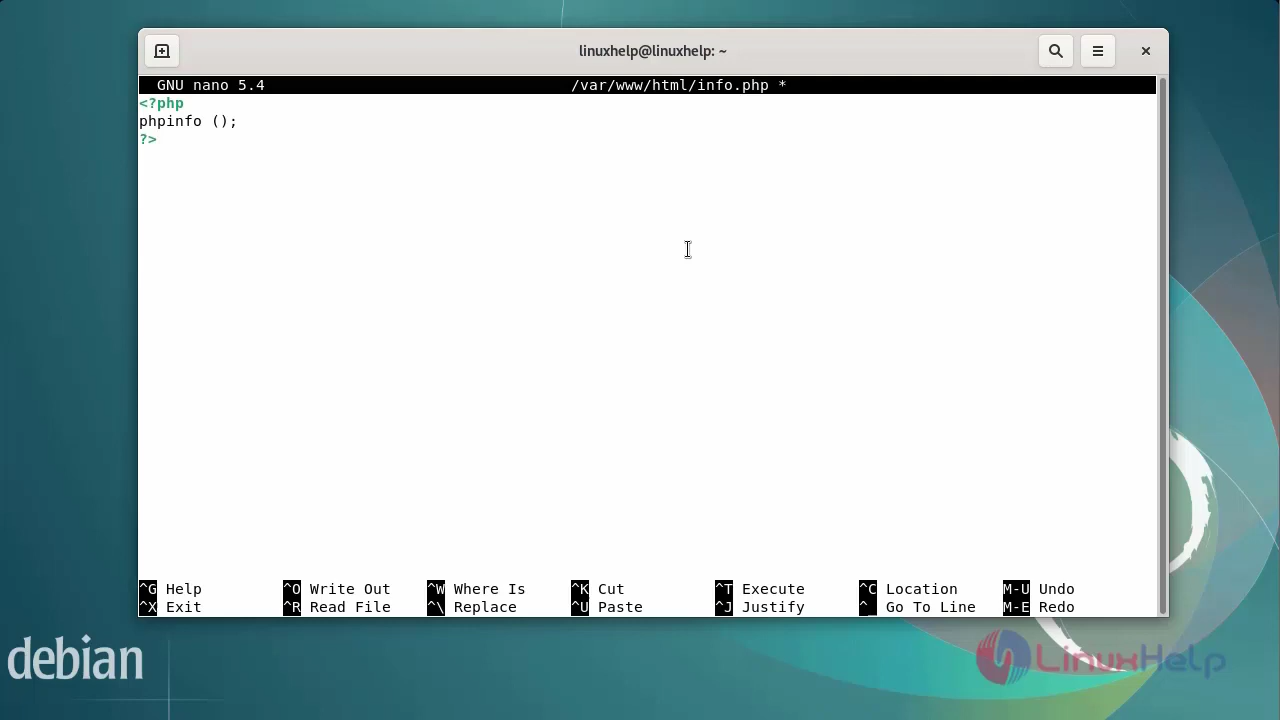 linuxhelp@linuxhelp: ~
GNU nano 5.4 /var/www/html/info.php *
<?php
phpinfo ();
?>
^G Help ^O Write Out ^W Where Is ^K Cut ^T Execute ^C Location M-U Undo
^X Exit ^R Read File ^\ Replace ^U Paste ^J Justify ^_ Go To Line M-E Redo
debian
LinuxHelp